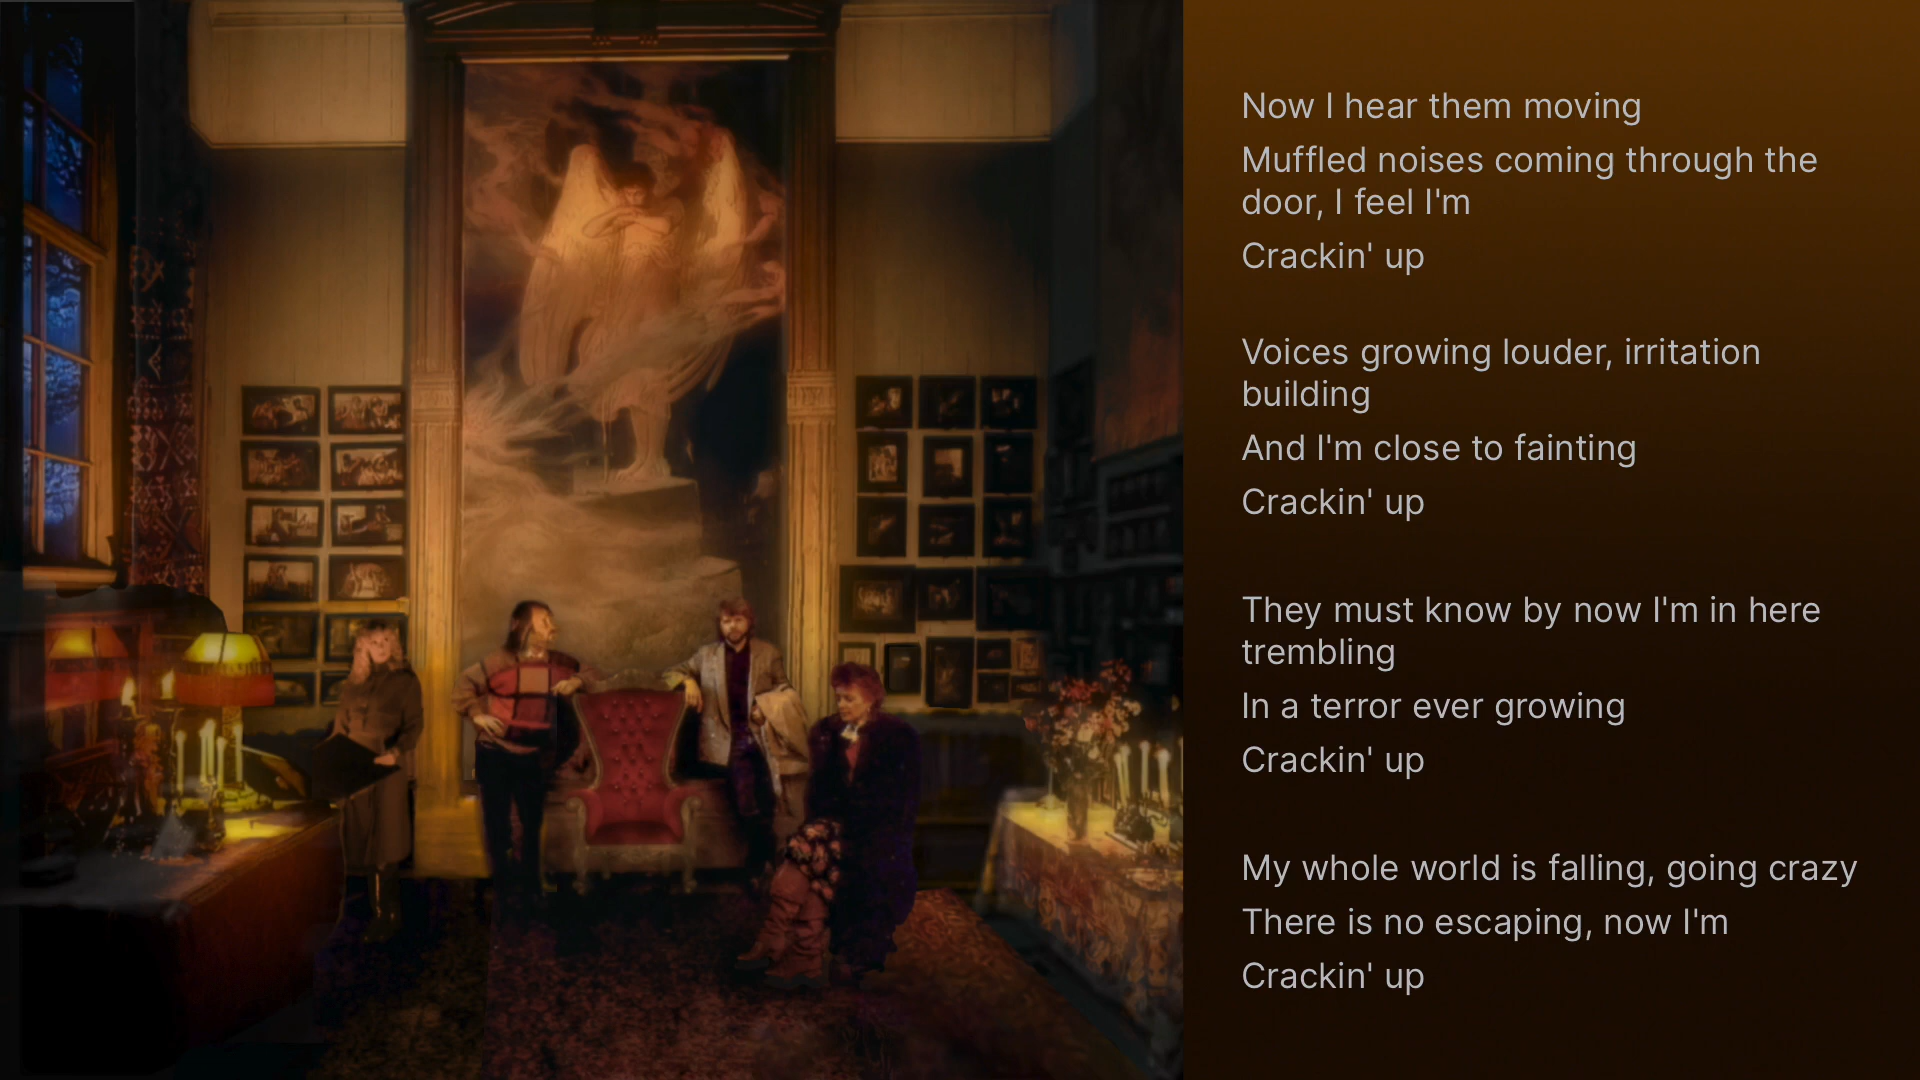 Now I hear them moving
Muffled noises coming through the
door, I feel I'm
Crackin' up
Voices growing louder, irritation
building
And I'm close to fainting
Crackin' up
They must know by now I'm in here
trembling
In a terror ever growing
Crackin' up
My whole world is falling, going crazy
There is no escaping, now I'm
Crackin' up